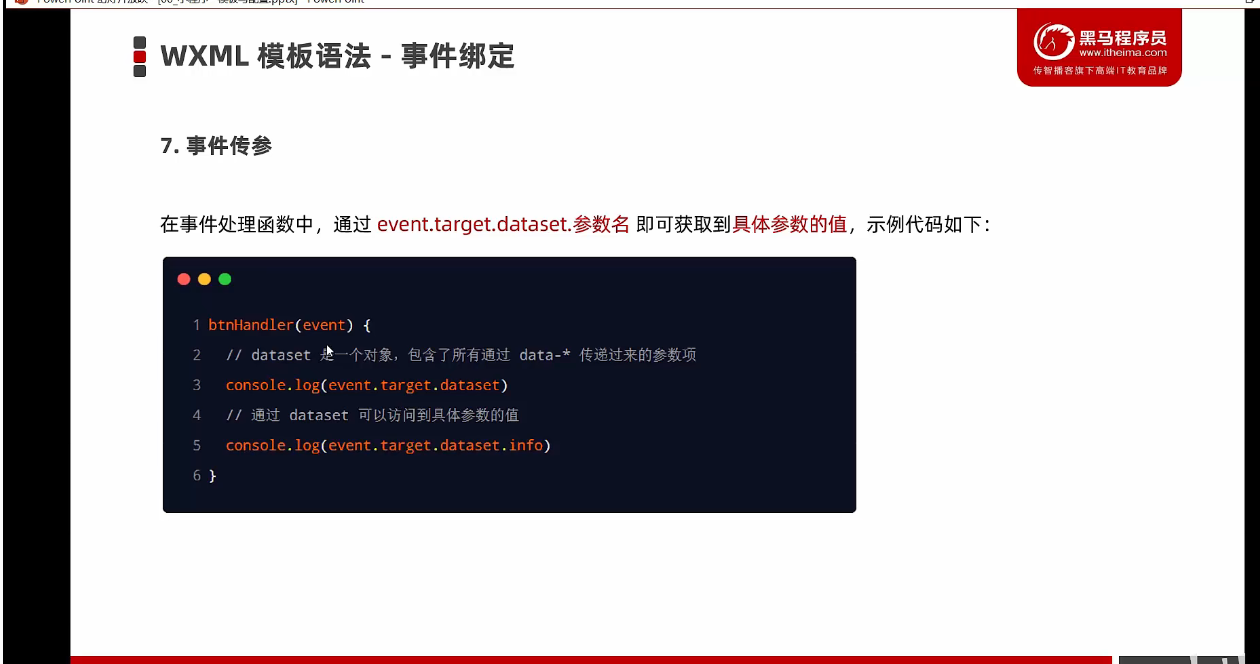 WXML 模板语法 - 事件绑定
黑马程序员
www.itheima.com
传智播客旗下高端IT教育品牌
7. 事件传参
在事件处理函数中，通过 event.target.dataset.参数名 即可获取到具体参数的值，示例代码如下：
1 btnHandler(event) {
2 // dataset 是一个对象，包含了所有通过 data-* 传递过来的参数项
3 console.log(event.target.dataset)
4 // 通过 dataset 可以访问到具体参数的值
5 console.log(event.target.dataset.info)
6 }